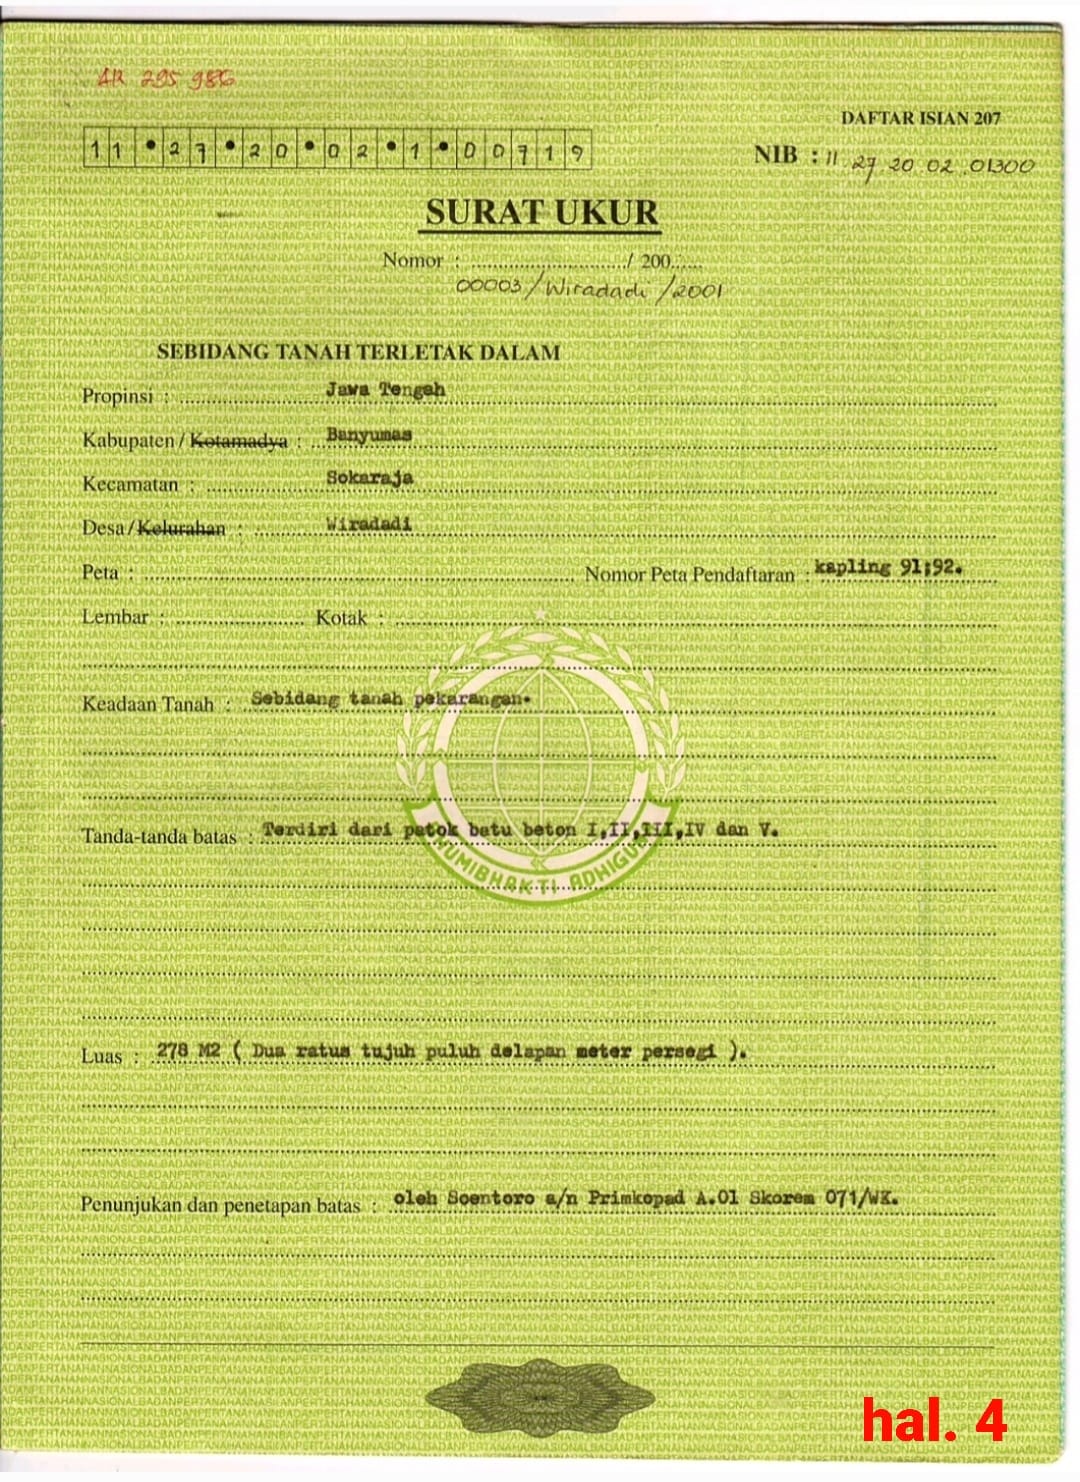 AR 295 986
DAFTAR ISIAN 207
11 • 27 • 20 • 02 • 1 • 00719
NIB : 11.27.20.02.01300
SURAT UKUR
Nomor : ............................/ 200......
00003/Wiradadi/2001
SEBIDANG TANAH TERLETAK DALAM
Propinsi : Jawa Tengah
Kabupaten / Kotamadya : Banyumas
Kecamatan : Sokaraja
Desa / Kelurahan : Wiradadi
Peta : Nomor Peta Pendaftaran : kapling 91;92.
Lembar : Kotak :
Keadaan Tanah : Sebidang tanah pekarangan.
Tanda-tanda batas : Terdiri dari patok batu beton I,II,III,IV dan V.
BHUMIBHAKTI ADHIGUNA
Luas : 278 M2 ( Dua ratus tujuh puluh delapan meter persegi ).
Penunjukan dan penetapan batas : oleh Soentoro a/n Primkopad A.01 Skorem 071/WK.
hal. 4